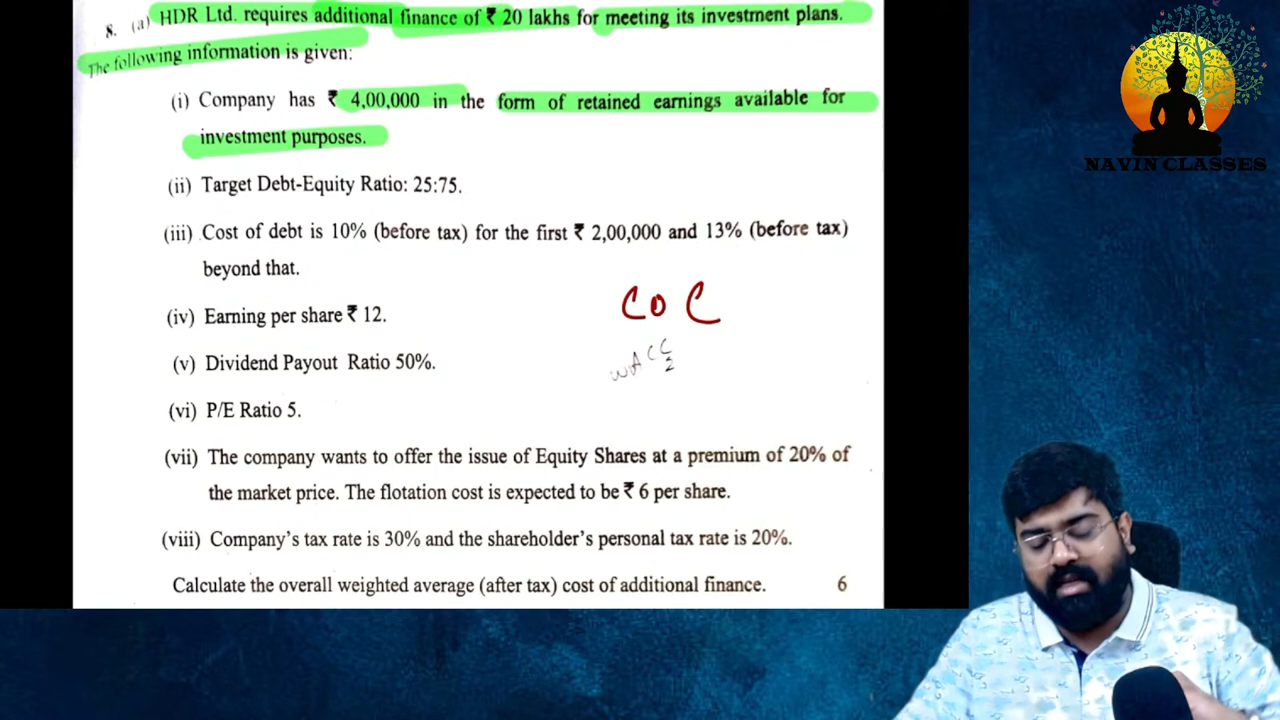 8. (a) HDR Ltd. requires additional finance of ₹ 20 lakhs for meeting its investment plans.
The following information is given:
(i) Company has ₹ 4,00,000 in the form of retained earnings available for
investment purposes.
(ii) Target Debt-Equity Ratio: 25:75.
(iii) Cost of debt is 10% (before tax) for the first ₹ 2,00,000 and 13% (before tax)
beyond that.
(iv) Earning per share ₹ 12.
COC
WACC
(v) Dividend Payout Ratio 50%.
(vi) P/E Ratio 5.
(vii) The company wants to offer the issue of Equity Shares at a premium of 20% of
the market price. The flotation cost is expected to be ₹ 6 per share.
(viii) Company's tax rate is 30% and the shareholder's personal tax rate is 20%.
Calculate the overall weighted average (after tax) cost of additional finance. 6
NAVIN CLASSES